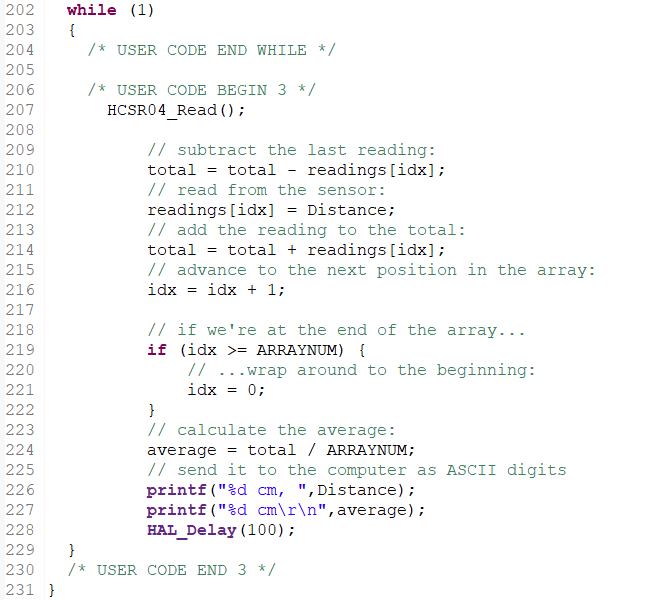 202 while (1)
203 {
204 /* USER CODE END WHILE */
205
206 /* USER CODE BEGIN 3 */
207 HCSR04_Read();
208
209 // subtract the last reading:
210 total = total - readings[idx];
211 // read from the sensor:
212 readings[idx] = Distance;
213 // add the reading to the total:
214 total = total + readings[idx];
215 // advance to the next position in the array:
216 idx = idx + 1;
217
218 // if we're at the end of the array...
219 if (idx >= ARRAYNUM) {
220 // ...wrap around to the beginning:
221 idx = 0;
222 }
223 // calculate the average:
224 average = total / ARRAYNUM;
225 // send it to the computer as ASCII digits
226 printf("%d cm, ",Distance);
227 printf("%d cm\r\n",average);
228 HAL_Delay(100);
229 }
230 /* USER CODE END 3 */
231 }